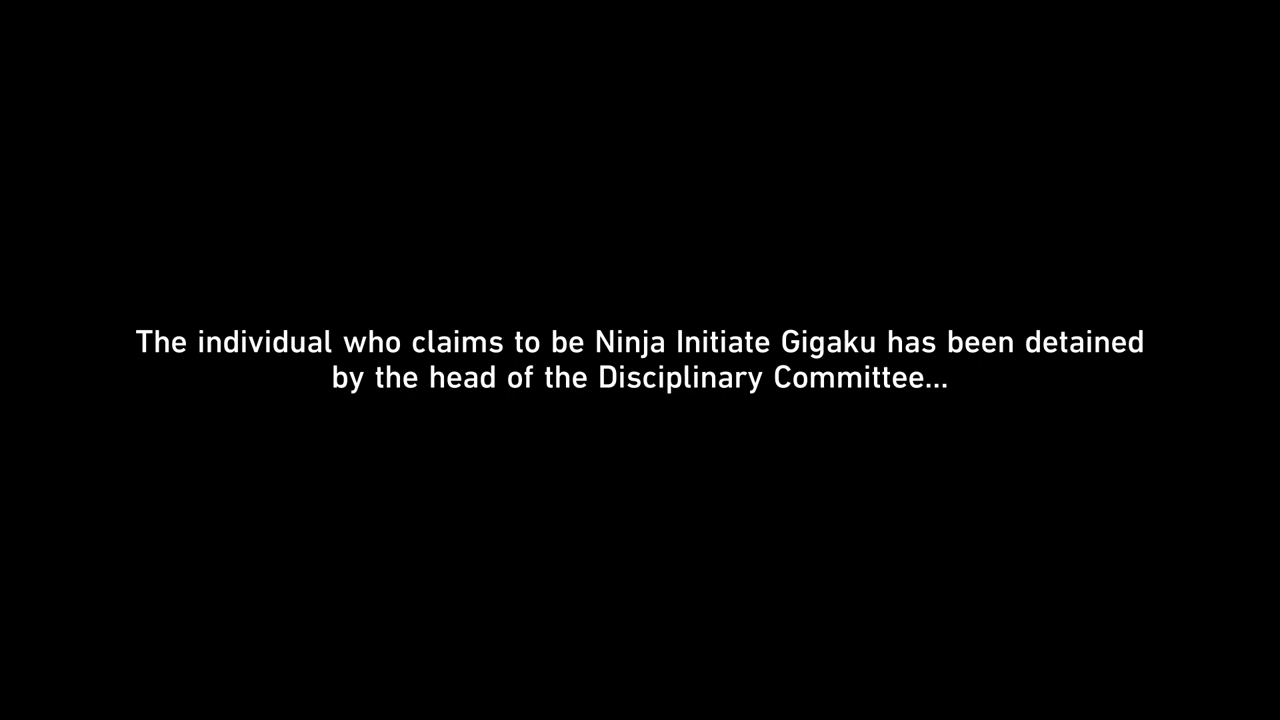 The individual who claims to be Ninja Initiate Gigaku has been detained
by the head of the Disciplinary Committee...